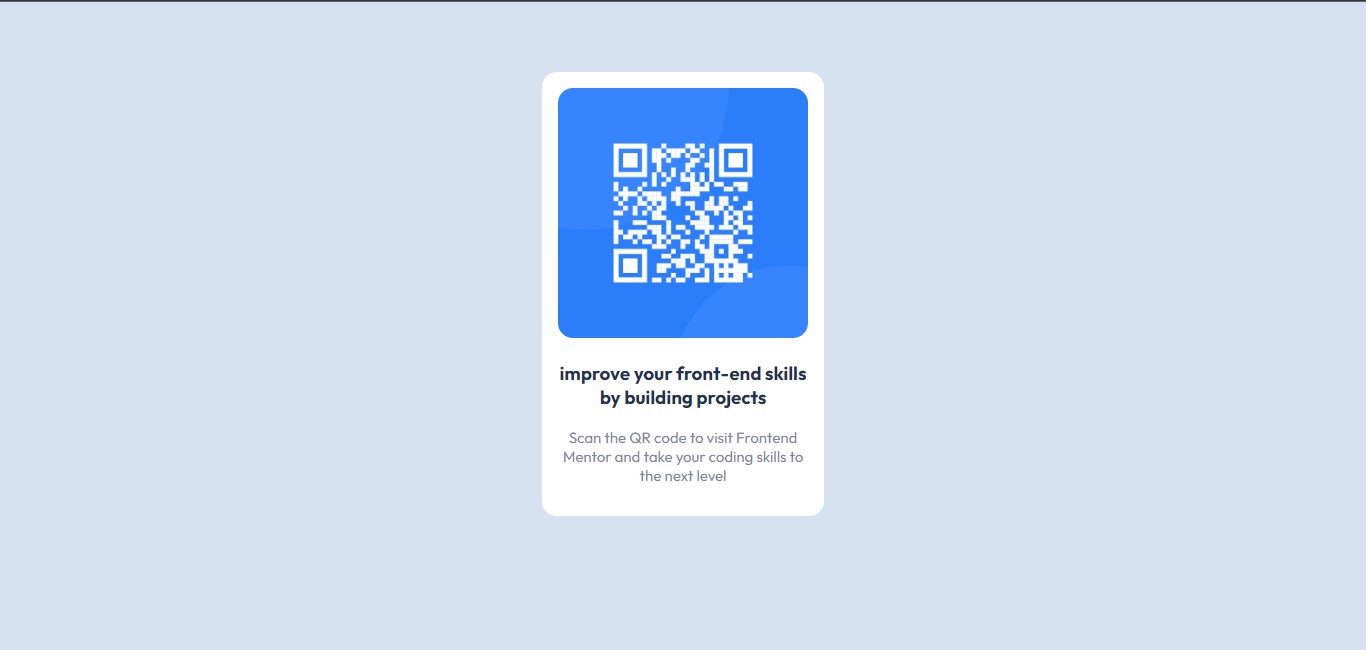 improve your front-end skills
by building projects
Scan the QR code to visit Frontend
Mentor and take your coding skills to
the next level